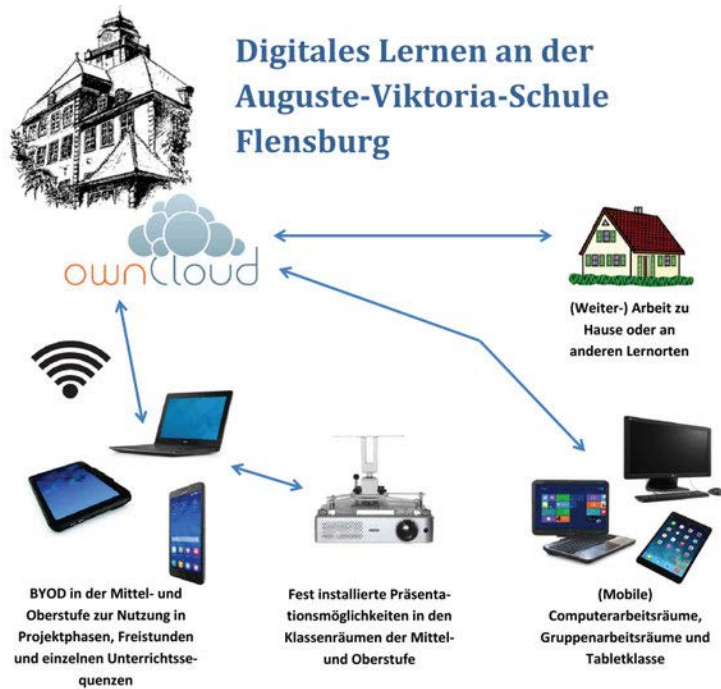 Digitales Lernen an der
Auguste-Viktoria-Schule
Flensburg
ownCloud
(Weiter-) Arbeit zu
Hause oder an
anderen Lernorten
BYOD in der Mittel- und
Oberstufe zur Nutzung in
Projektphasen, Freistunden
und einzelnen Unterrichtsse-
quenzen
Fest installierte Präsenta-
tionsmöglichkeiten in den
Klassenräumen der Mittel-
und Oberstufe
(Mobile)
Computerarbeitsräume,
Gruppenarbeitsräume und
Tabletklasse